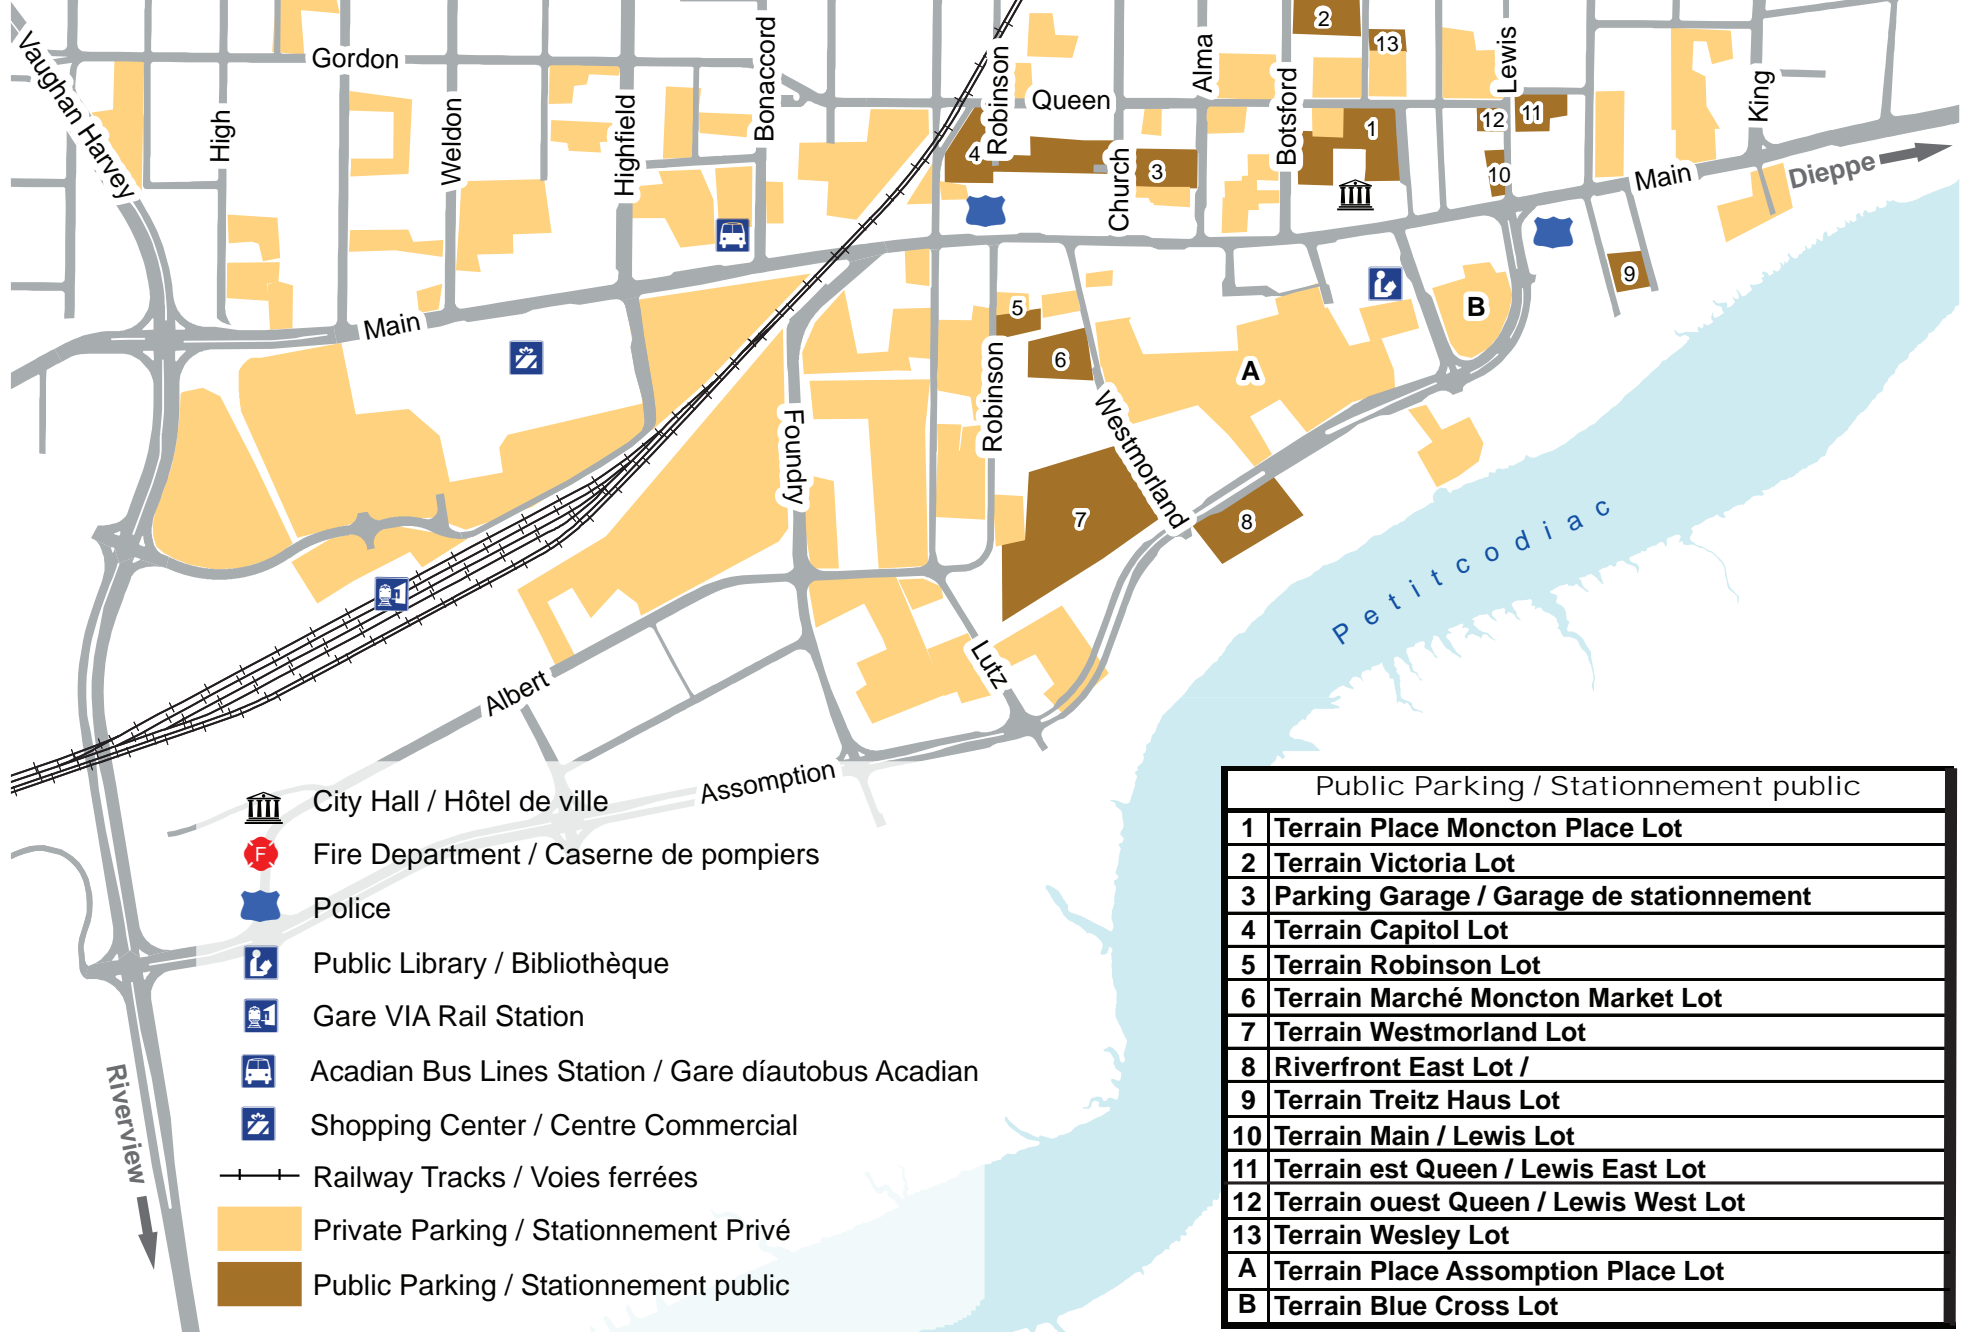 2
13
Gordon
Vaughan Harvey
High
Weldon
Highfield
Bonaccord
Robinson
Queen
Alma
Botsford
Lewis
King
1
12
11
4
3
10
Church
Main
Dieppe
9
5
6
B
A
Main
Robinson
Foundry
Westmorland
7
8
Petitcodiac
Lutz
Albert
Assomption
Riverview
City Hall / Hôtel de ville
F
Fire Department / Caserne de pompiers
Police
Public Library / Bibliothèque
Gare VIA Rail Station
Acadian Bus Lines Station / Gare díautobus Acadian
Shopping Center / Centre Commercial
Railway Tracks / Voies ferrées
Private Parking / Stationnement Privé
Public Parking / Stationnement public
Public Parking / Stationnement public
1 Terrain Place Moncton Place Lot
2 Terrain Victoria Lot
3 Parking Garage / Garage de stationnement
4 Terrain Capitol Lot
5 Terrain Robinson Lot
6 Terrain Marché Moncton Market Lot
7 Terrain Westmorland Lot
8 Riverfront East Lot /
9 Terrain Treitz Haus Lot
10 Terrain Main / Lewis Lot
11 Terrain est Queen / Lewis East Lot
12 Terrain ouest Queen / Lewis West Lot
13 Terrain Wesley Lot
A Terrain Place Assomption Place Lot
B Terrain Blue Cross Lot